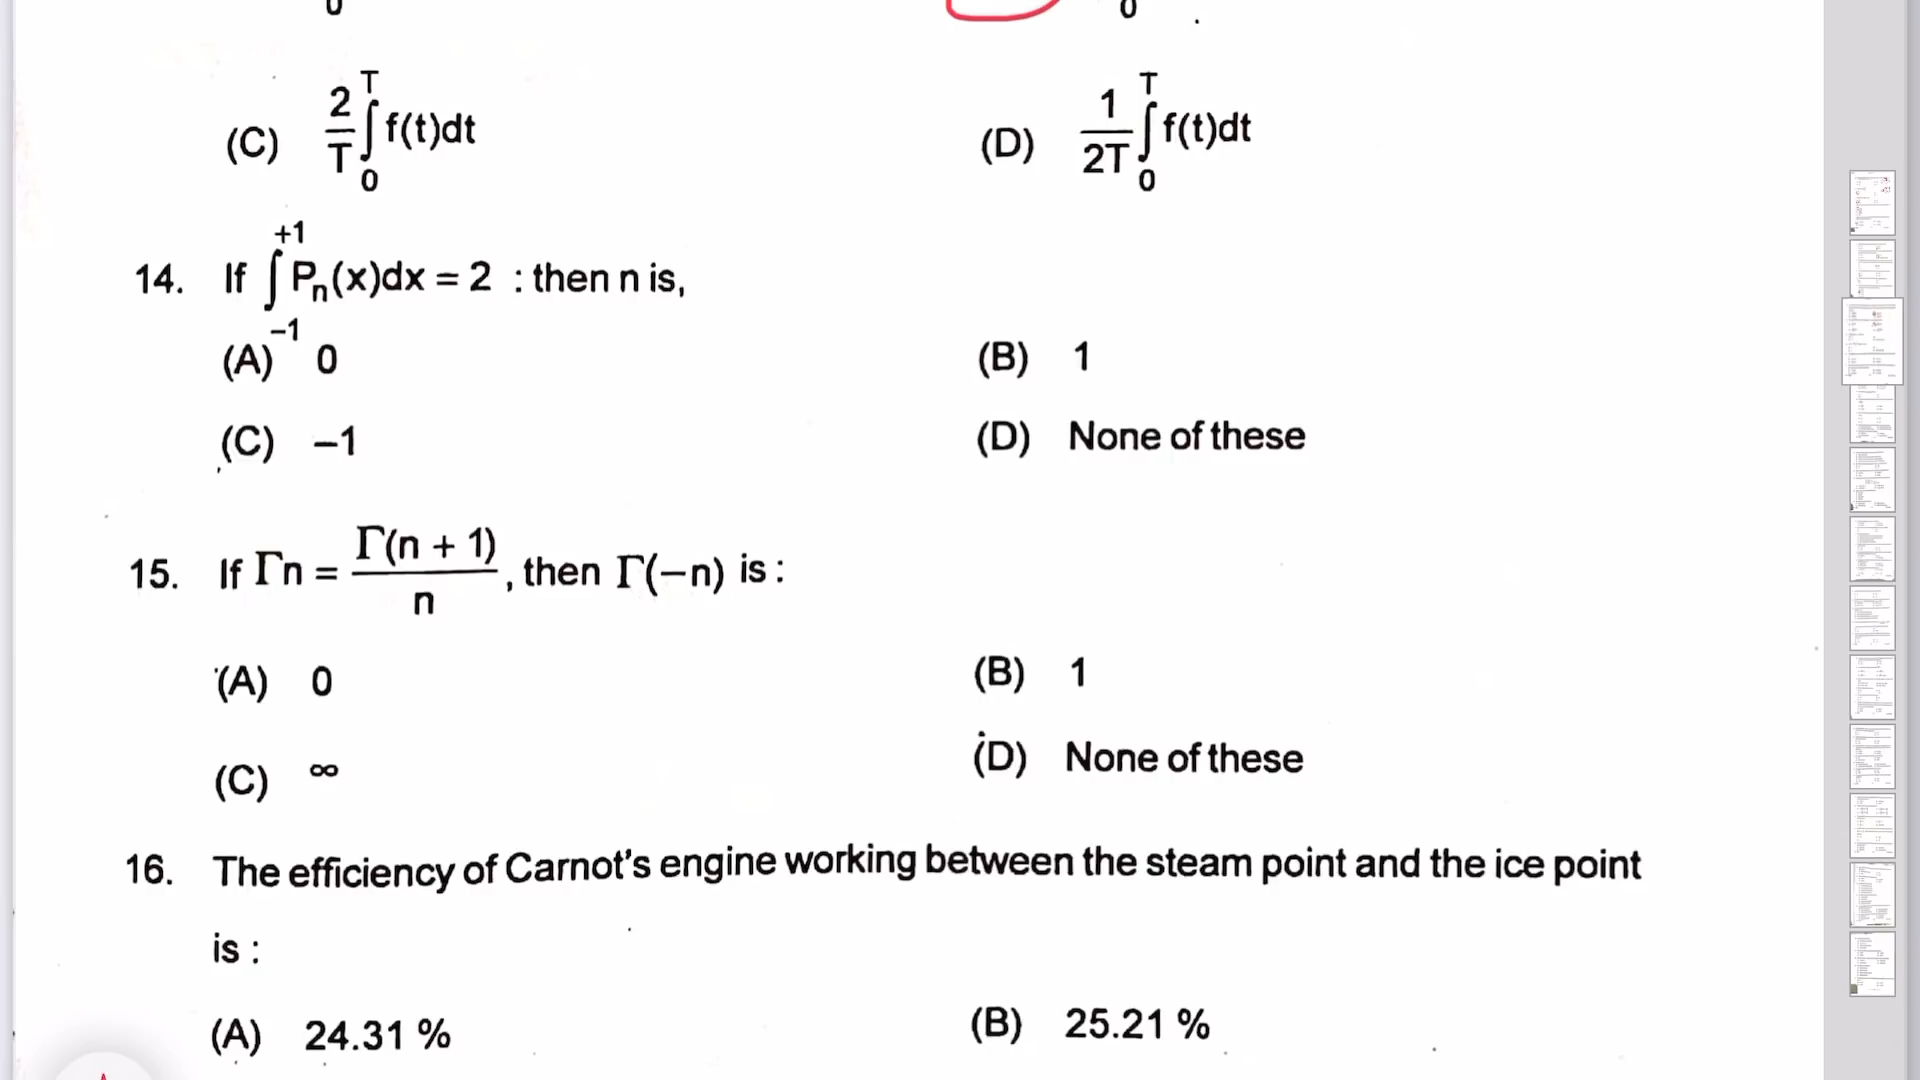 0
0
(C) 2/T ∫₀ᵀ f(t)dt
(D) 1/2T ∫₀ᵀ f(t)dt
14. If ∫₋₁⁺¹ Pₙ(x)dx = 2 : then n is,
(A) 0
(B) 1
(C) –1
(D) None of these
15. If Γn = Γ(n + 1)/n, then Γ(–n) is :
(A) 0
(B) 1
(C) ∞
(D) None of these
16. The efficiency of Carnot's engine working between the steam point and the ice point
is :
(A) 24.31 %
(B) 25.21 %